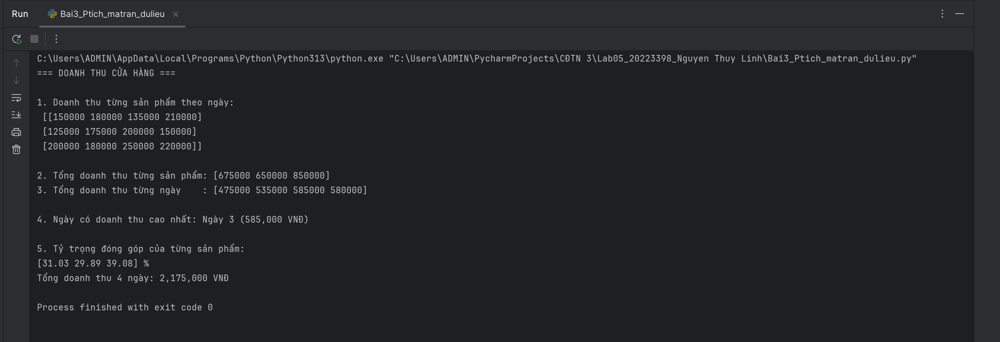 Run Bai3_Ptich_matran_dulieu
C:\Users\ADMIN\AppData\Local\Programs\Python\Python313\python.exe "C:\Users\ADMIN\PycharmProjects\CĐTN 3\Lab05_20223398_Nguyen Thuy Linh\Bai3_Ptich_matran_dulieu.py"
=== DOANH THU CỬA HÀNG ===
1. Doanh thu từng sản phẩm theo ngày:
[[150000 180000 135000 210000]
[125000 175000 200000 150000]
[200000 180000 250000 220000]]
2. Tổng doanh thu từng sản phẩm: [675000 650000 850000]
3. Tổng doanh thu từng ngày    : [475000 535000 585000 580000]
4. Ngày có doanh thu cao nhất: Ngày 3 (585,000 VNĐ)
5. Tỷ trọng đóng góp của từng sản phẩm:
[31.03 29.89 39.08] %
Tổng doanh thu 4 ngày: 2,175,000 VNĐ
Process finished with exit code 0